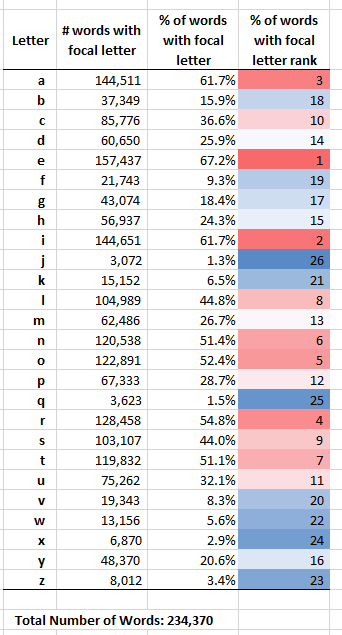 Letter # words with focal letter % of words with focal letter % of words with focal letter rank
a 144,511 61.7% 3
b 37,349 15.9% 18
c 85,776 36.6% 10
d 60,650 25.9% 14
e 157,437 67.2% 1
f 21,743 9.3% 19
g 43,074 18.4% 17
h 56,937 24.3% 15
i 144,651 61.7% 2
j 3,072 1.3% 26
k 15,152 6.5% 21
l 104,989 44.8% 8
m 62,486 26.7% 13
n 120,538 51.4% 6
o 122,891 52.4% 5
p 67,333 28.7% 12
q 3,623 1.5% 25
r 128,458 54.8% 4
s 103,107 44.0% 9
t 119,832 51.1% 7
u 75,262 32.1% 11
v 19,343 8.3% 20
w 13,156 5.6% 22
x 6,870 2.9% 24
y 48,370 20.6% 16
z 8,012 3.4% 23
Total Number of Words: 234,370